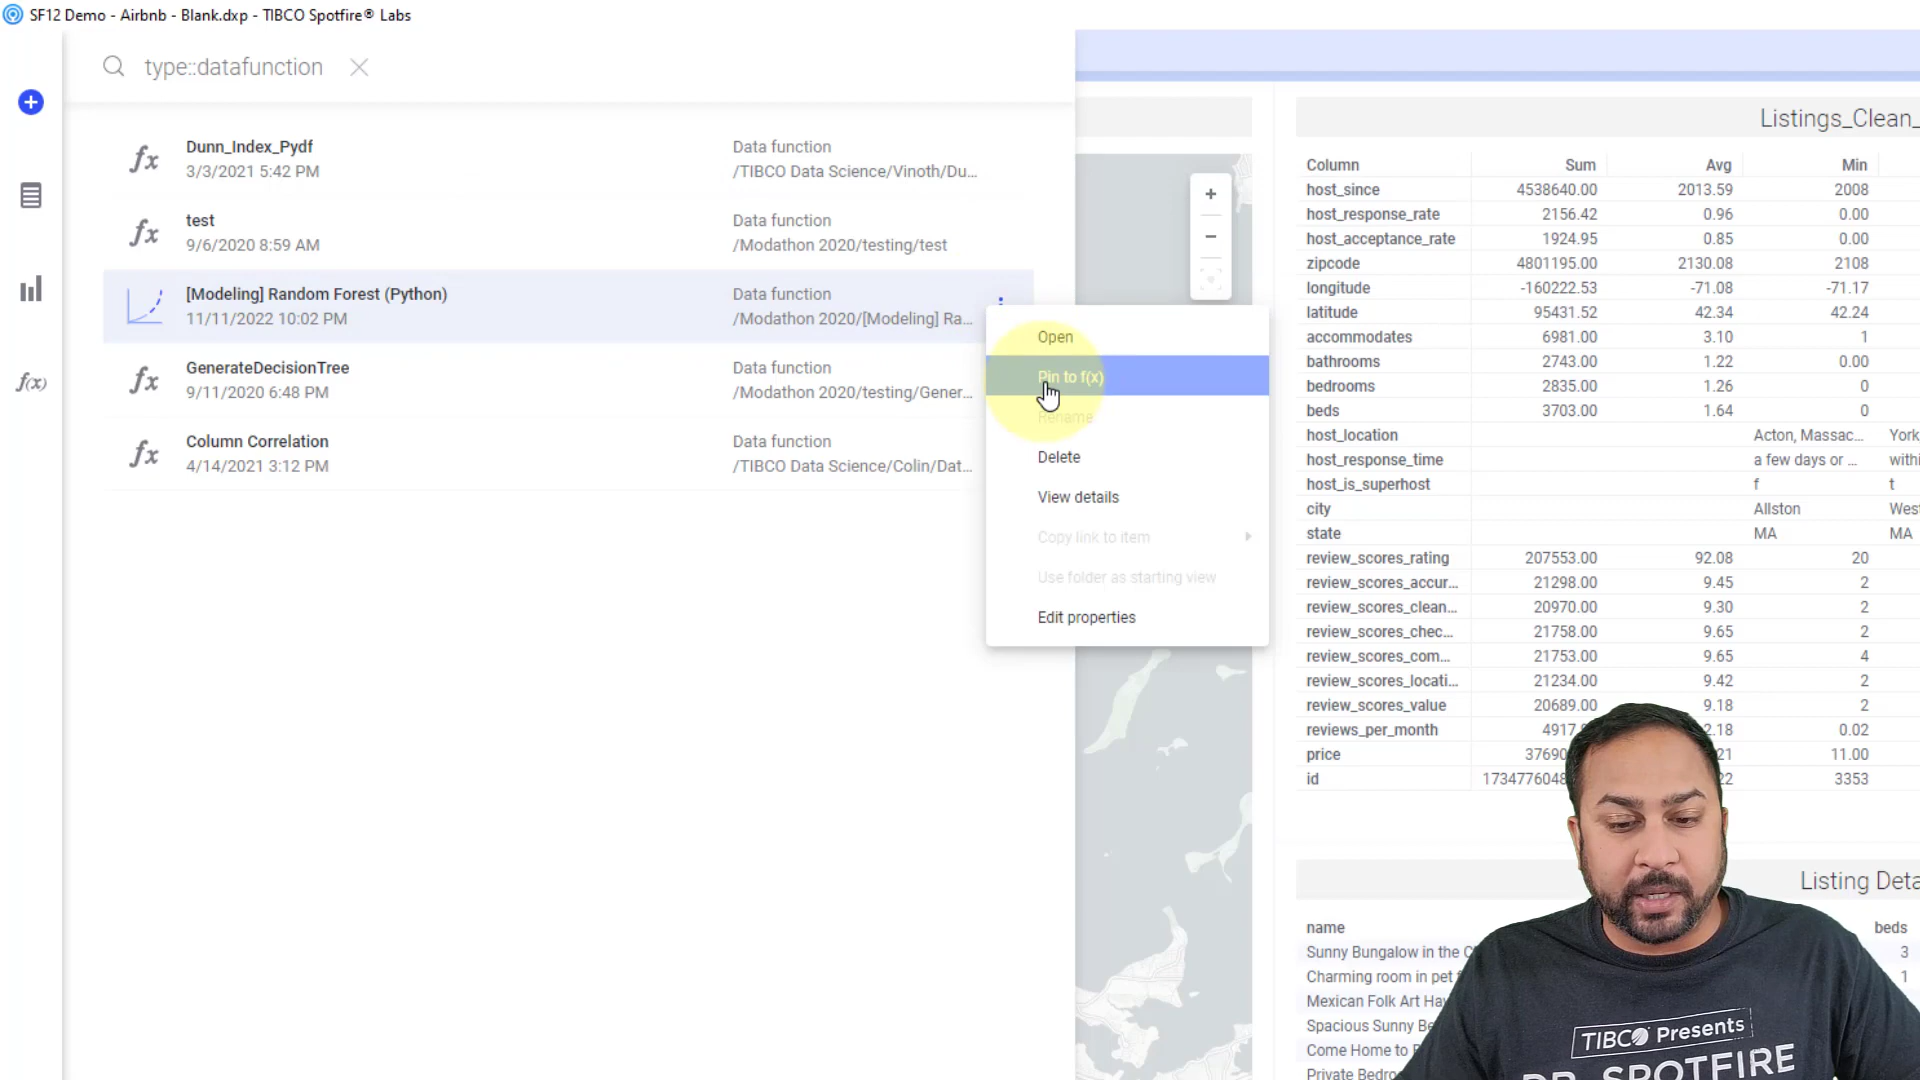 SF12 Demo - Airbnb - Blank.dxp - TIBCO Spotfire® Labs
type::datafunction
Dunn_Index_Pydf
3/3/2021 5:42 PM
Data function
/TIBCO Data Science/Vinoth/Du...
test
9/6/2020 8:59 AM
Data function
/Modathon 2020/testing/test
[Modeling] Random Forest (Python)
11/11/2022 10:02 PM
Data function
/Modathon 2020/[Modeling] Ra...
GenerateDecisionTree
9/11/2020 6:48 PM
Data function
/Modathon 2020/testing/Gener...
Column Correlation
4/14/2021 3:12 PM
Data function
/TIBCO Data Science/Colin/Dat...
f(x)
Open
Pin to f(x)
Rename
Delete
View details
Copy link to item
Use folder as starting view
Edit properties
Listings_Clean_
Column Sum Avg Min
host_since 4538640.00 2013.59 2008
host_response_rate 2156.42 0.96 0.00
host_acceptance_rate 1924.95 0.85 0.00
zipcode 4801195.00 2130.08 2108
longitude -160222.53 -71.08 -71.17
latitude 95431.52 42.34 42.24
accommodates 6981.00 3.10 1
bathrooms 2743.00 1.22 0.00
bedrooms 2835.00 1.26 0
beds 3703.00 1.64 0
host_location Acton, Massac... York
host_response_time a few days or ... withi
host_is_superhost f t
city Allston West
state MA MA
review_scores_rating 207553.00 92.08 20
review_scores_accur... 21298.00 9.45 2
review_scores_clean... 20970.00 9.30 2
review_scores_chec... 21758.00 9.65 2
review_scores_com... 21753.00 9.65 4
review_scores_locati... 21234.00 9.42 2
review_scores_value 20689.00 9.18 2
reviews_per_month 4917. 2.18 0.02
price 3769 21 11.00
id 173477604 22 3353
Listing Deta
name beds
Sunny Bungalow in the C 3
Charming room in pet f 1
Mexican Folk Art Ha
Spacious Sunny Be
Come Home to
Private Bedro
TIBCO Presents
DR. SPOTFIRE